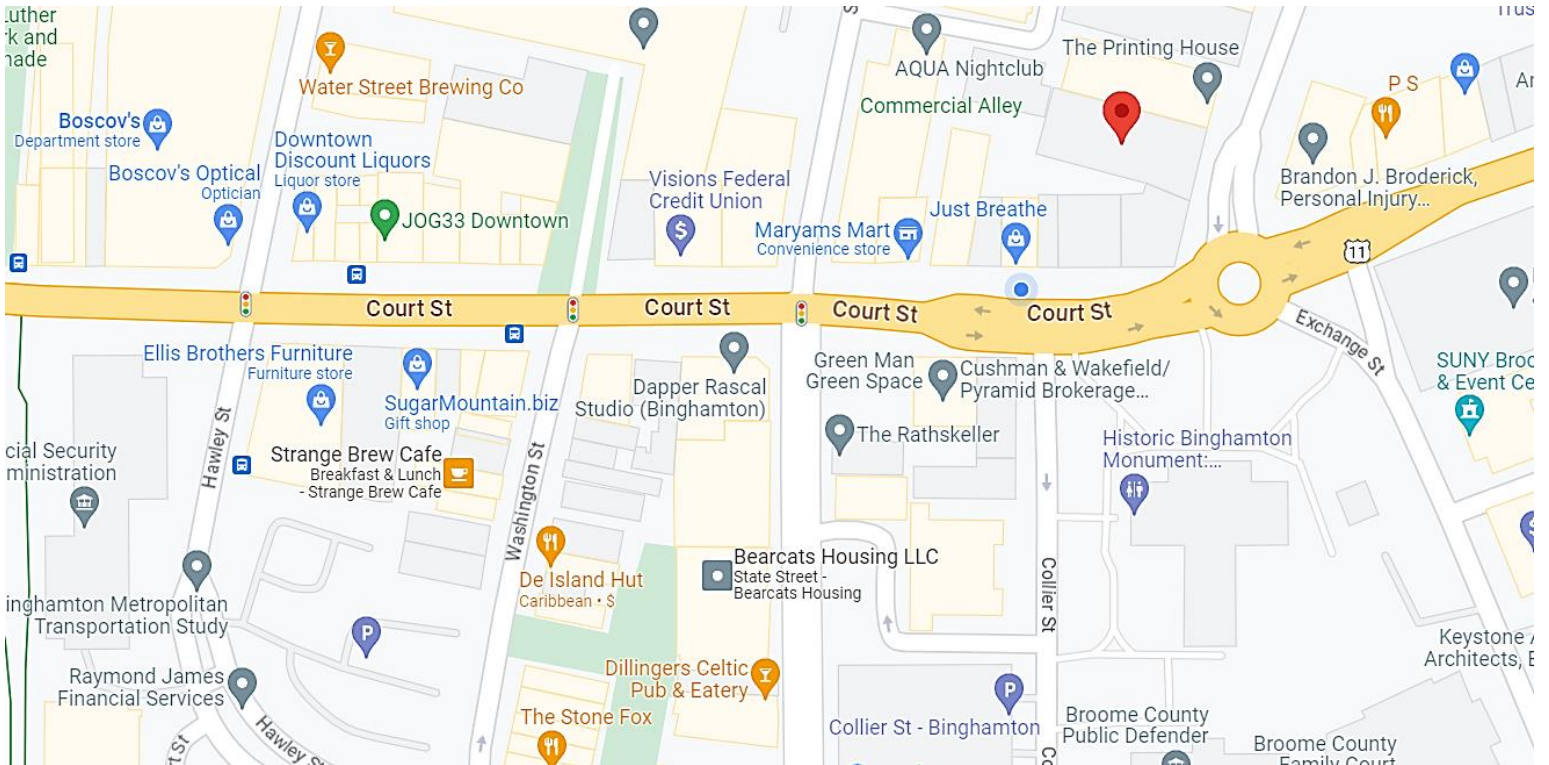 Luther
rk and
nade
Water Street Brewing Co
Boscov's
Department store
Boscov's Optical
Optician
Downtown
Discount Liquors
Liquor store
JOG33 Downtown
Visions Federal
Credit Union
AQUA Nightclub
The Printing House
Commercial Alley
Maryams Mart
Convenience store
Just Breathe
P S
Brandon J. Broderick,
Personal Injury...
11
Court St
Court St
Court St
Court St
Exchange St
Ellis Brothers Furniture
Furniture store
SugarMountain.biz
Gift shop
Strange Brew Cafe
Breakfast & Lunch
- Strange Brew Cafe
Hawley St
Washington St
cial Security
ministration
Dapper Rascal
Studio (Binghamton)
Green Man
Green Space
Cushman & Wakefield/
Pyramid Brokerage...
The Rathskeller
Historic Binghamton
Monument:...
SUNY Broo
& Event Ce
De Island Hut
Caribbean • $
Bearcats Housing LLC
State Street -
Bearcats Housing
Collier St
inghamton Metropolitan
Transportation Study
P
Raymond James
Financial Services
Hawley St
rt St
Dillingers Celtic
Pub & Eatery
The Stone Fox
P
Collier St - Binghamton
Co
Broome County
Public Defender
Broome County
Family Court
Keystone A
Architects, E